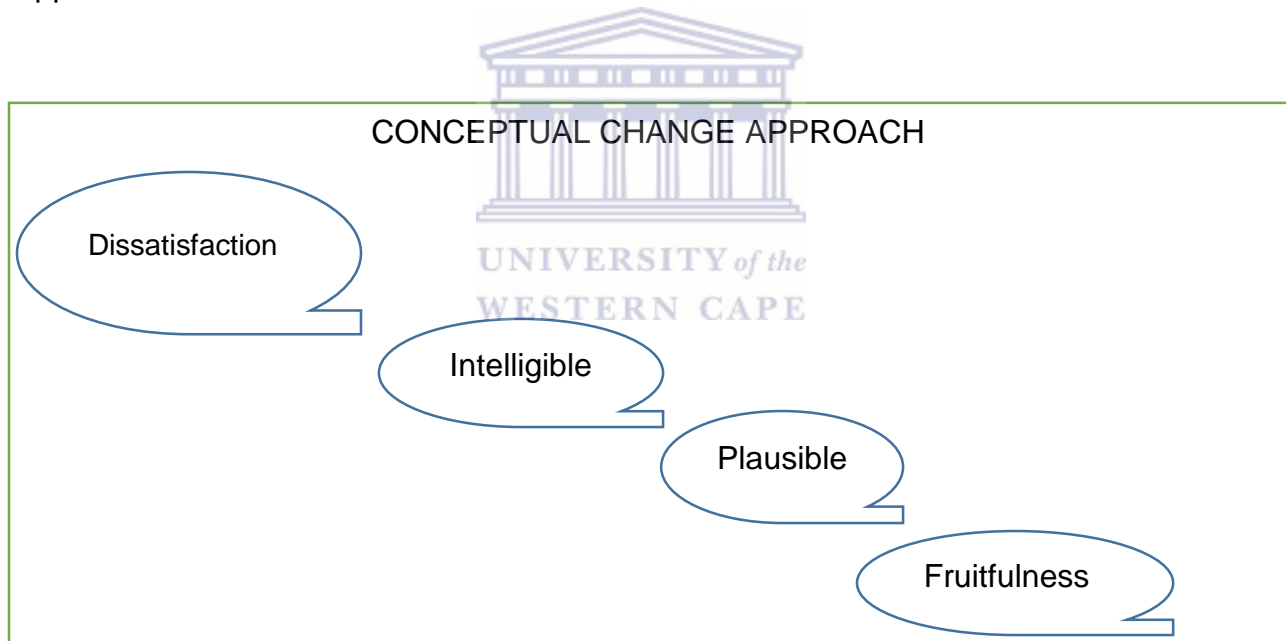 CONCEPTUAL CHANGE APPROACH
Dissatisfaction
UNIVERSITY of the
WESTERN CAPE
Intelligible
Plausible
Fruitfulness